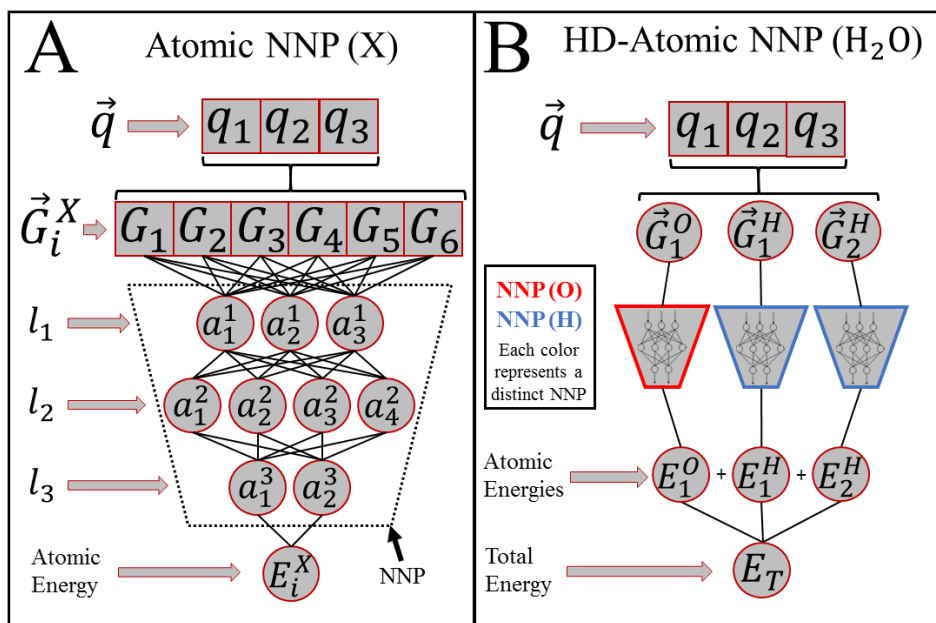 A Atomic NNP (X)
q⃗ q₁ q₂ q₃
G⃗ᵢˣ G₁ G₂ G₃ G₄ G₅ G₆
l₁ a₁¹ a₂¹ a₃¹
l₂ a₁² a₂² a₃² a₄²
l₃ a₁³ a₂³
Atomic
Energy
Eᵢˣ
NNP
B HD-Atomic NNP (H₂O)
q⃗ q₁ q₂ q₃
G⃗₁ᴼ G⃗₁ᴴ G⃗₂ᴴ
NNP (O)
NNP (H)
Each color
represents a
distinct NNP
Atomic
Energies
E₁ᴼ + E₁ᴴ + E₂ᴴ
Total
Energy
E_T